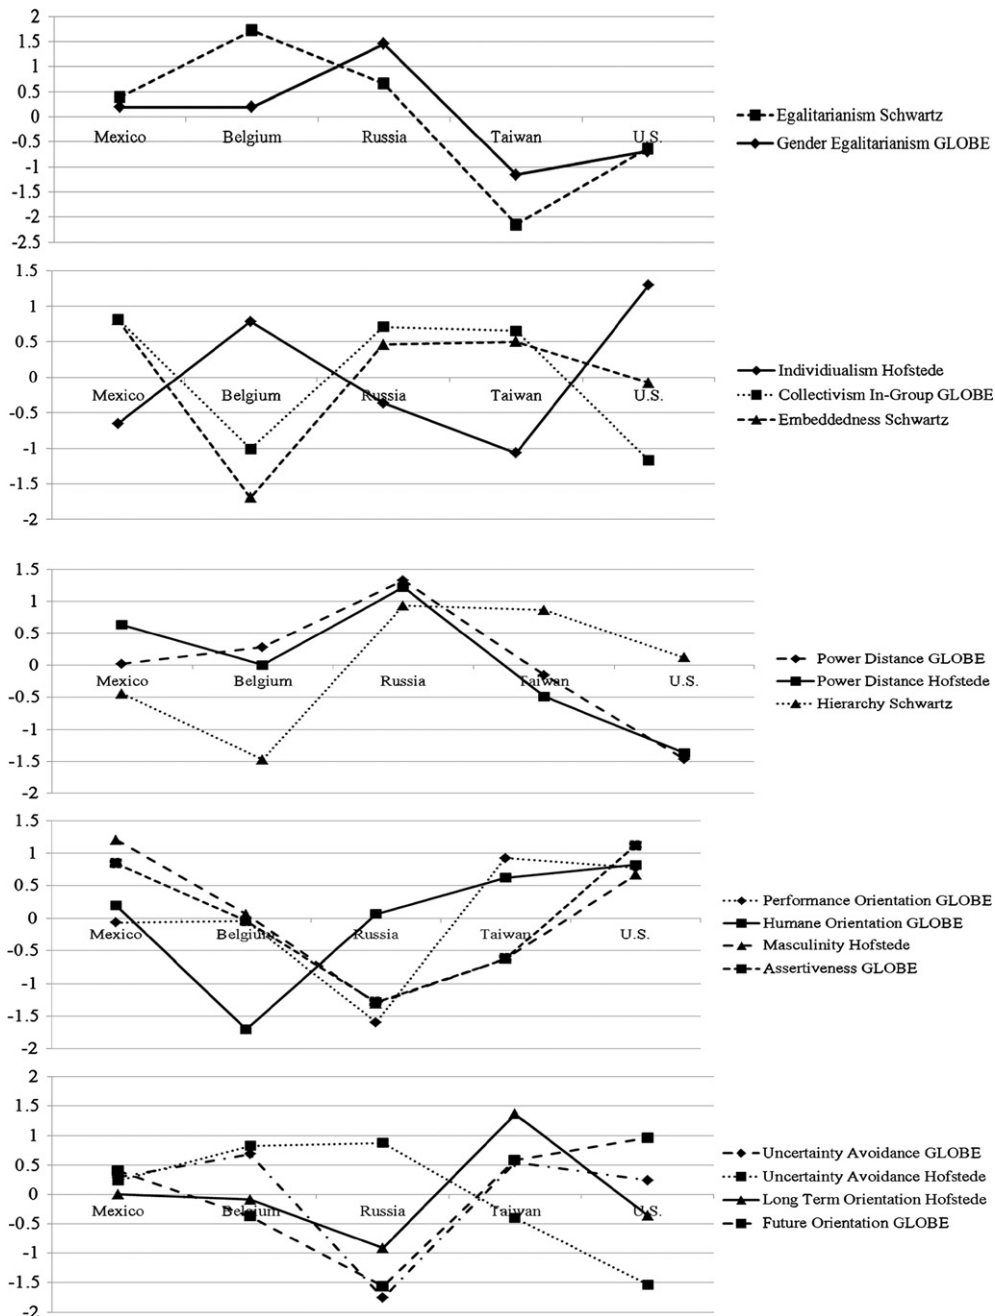 2
1.5
1
0.5
0
-0.5
-1
-1.5
-2
-2.5
Mexico Belgium Russia Taiwan U.S.
Egalitarianism Schwartz
Gender Egalitarianism GLOBE
1.5
1
0.5
0
-0.5
-1
-1.5
-2
Mexico Belgium Russia Taiwan U.S.
Individiualism Hofstede
Collectivism In-Group GLOBE
Embeddedness Schwartz
1.5
1
0.5
0
-0.5
-1
-1.5
-2
Mexico Belgium Russia Taiwan U.S.
Power Distance GLOBE
Power Distance Hofstede
Hierarchy Schwartz
1.5
1
0.5
0
-0.5
-1
-1.5
-2
Mexico Belgium Russia Taiwan U.S.
Performance Orientation GLOBE
Humane Orientation GLOBE
Masculinity Hofstede
Assertiveness GLOBE
2
1.5
1
0.5
0
-0.5
-1
-1.5
-2
Mexico Belgium Russia Taiwan U.S.
Uncertainty Avoidance GLOBE
Uncertainty Avoidance Hofstede
Long Term Orientation Hofstede
Future Orientation GLOBE